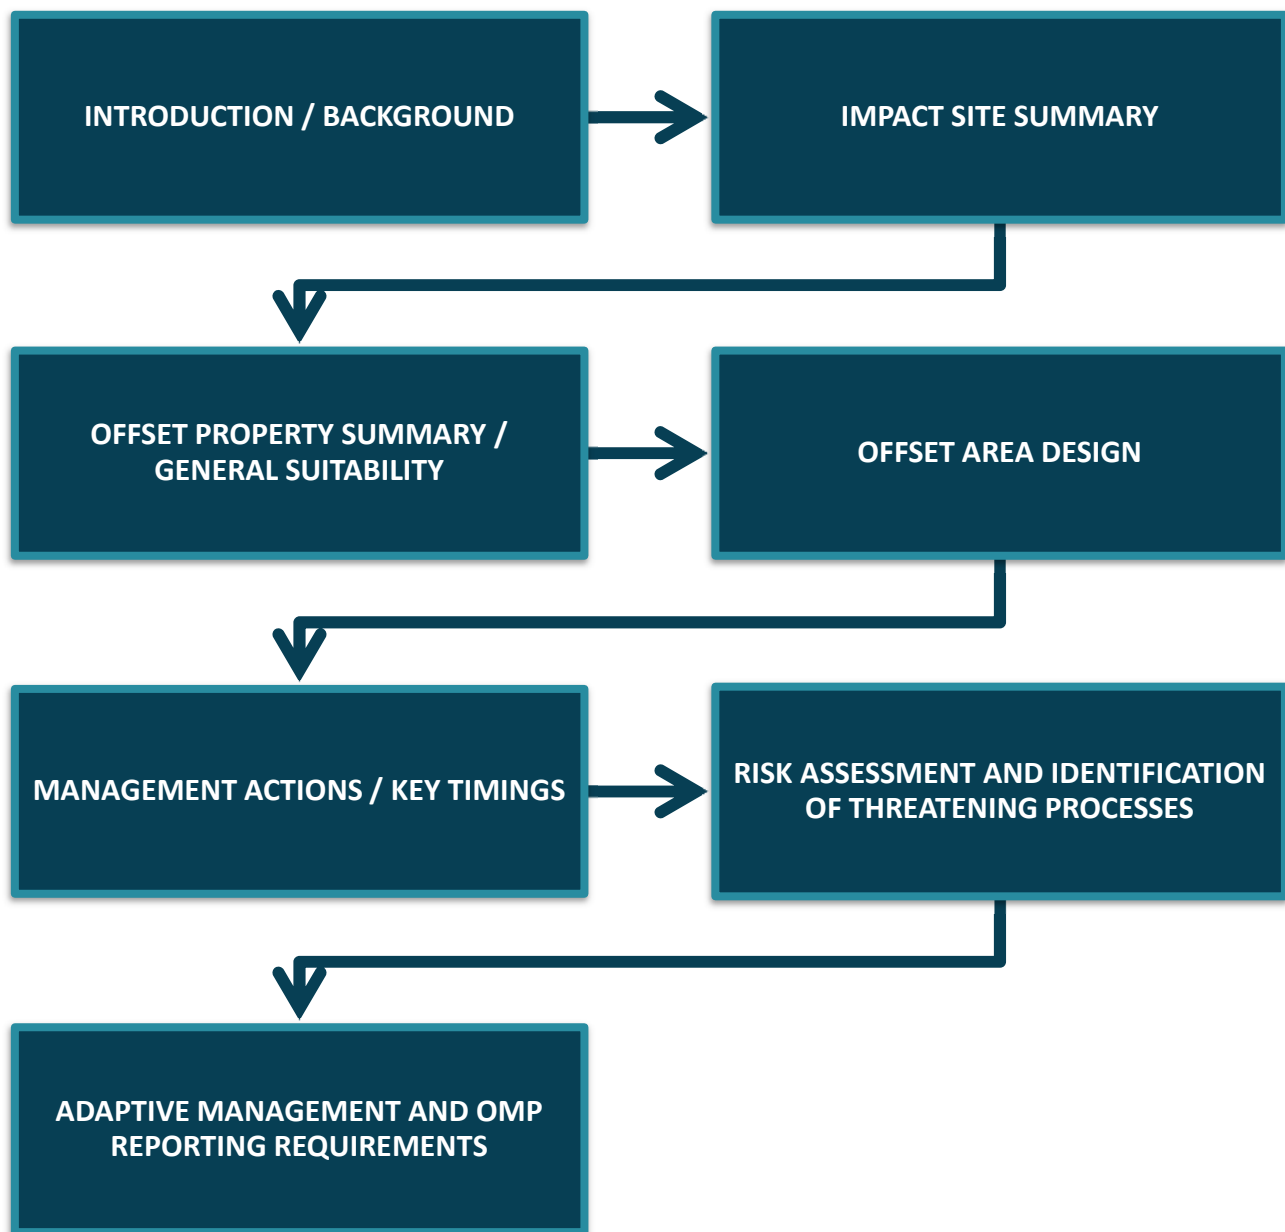 INTRODUCTION / BACKGROUND
IMPACT SITE SUMMARY
OFFSET PROPERTY SUMMARY /
GENERAL SUITABILITY
OFFSET AREA DESIGN
MANAGEMENT ACTIONS / KEY TIMINGS
RISK ASSESSMENT AND IDENTIFICATION
OF THREATENING PROCESSES
ADAPTIVE MANAGEMENT AND OMP
REPORTING REQUIREMENTS